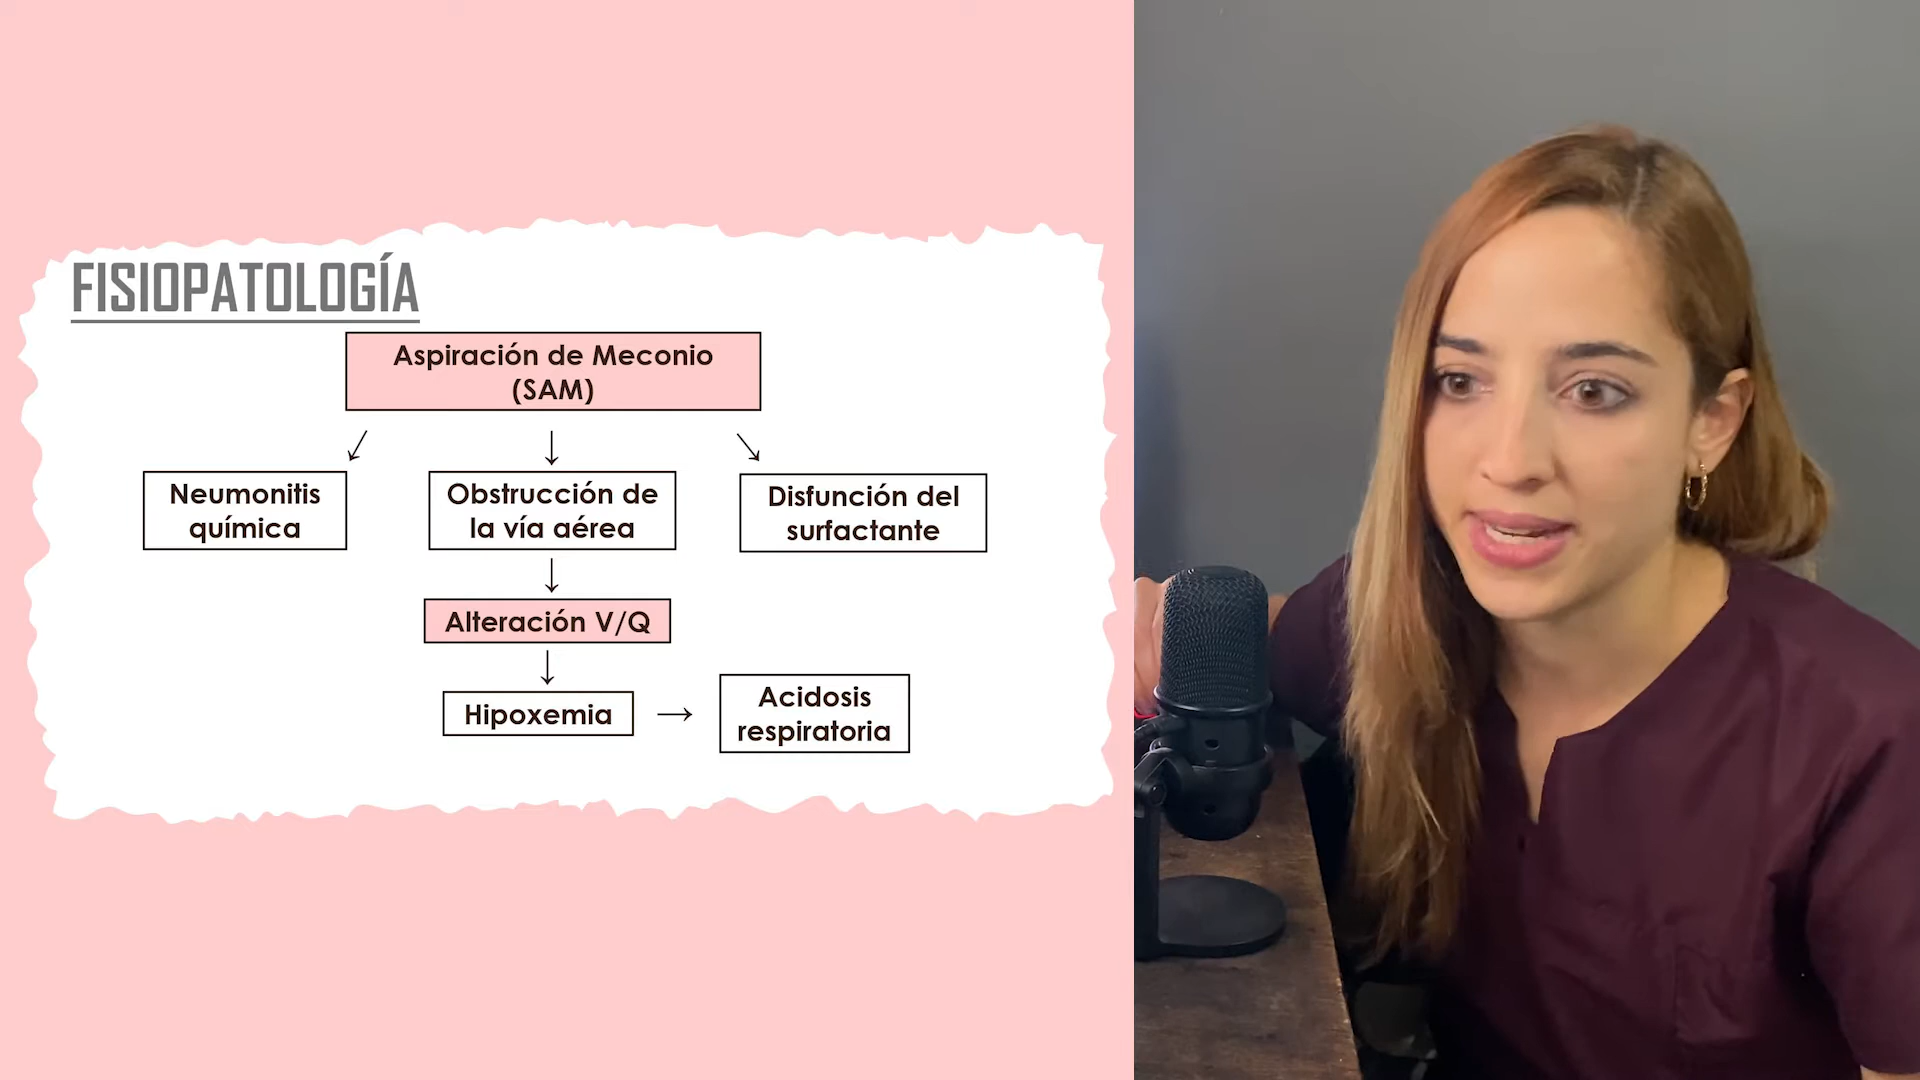 FISIOPATOLOGÍA
Aspiración de Meconio
(SAM)
Neumonitis
química
Obstrucción de
la vía aérea
Disfunción del
surfactante
Alteración V/Q
Hipoxemia
Acidosis
respiratoria